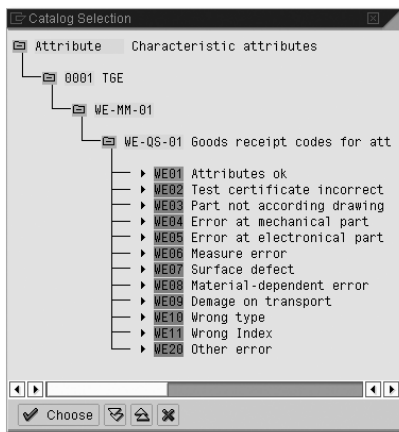 Catalog Selection
Attribute Characteristic attributes
0001 TGE
WE-MM-01
WE-QS-01 Goods receipt codes for att
WE01 Attributes ok
WE02 Test certificate incorrect
WE03 Part not according drawing
WE04 Error at mechanical part
WE05 Error at electronical part
WE06 Measure error
WE07 Surface defect
WE08 Material-dependent error
WE09 Demage on transport
WE10 Wrong type
WE11 Wrong Index
WE20 Other error
Choose